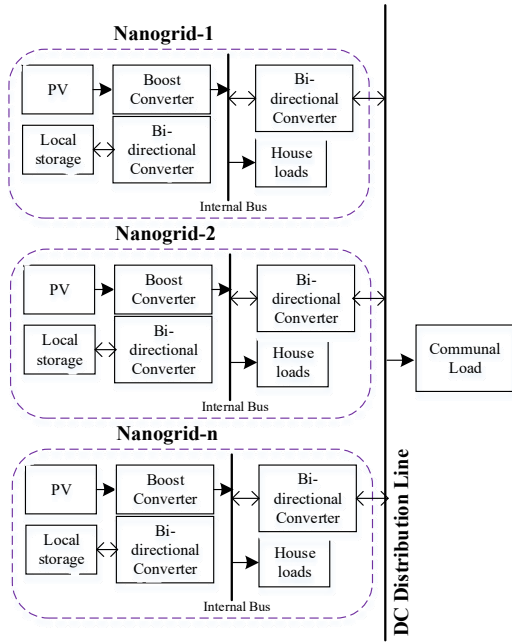 Nanogrid-1
PV
Boost
Converter
Bi-
directional
Converter
Local
storage
Bi-
directional
Converter
House
loads
Internal Bus
Nanogrid-2
PV
Boost
Converter
Bi-
directional
Converter
Local
storage
Bi-
directional
Converter
House
loads
Internal Bus
Communal
Load
Nanogrid-n
PV
Boost
Converter
Bi-
directional
Converter
Local
storage
Bi-
directional
Converter
House
loads
Internal Bus
DC Distribution Line